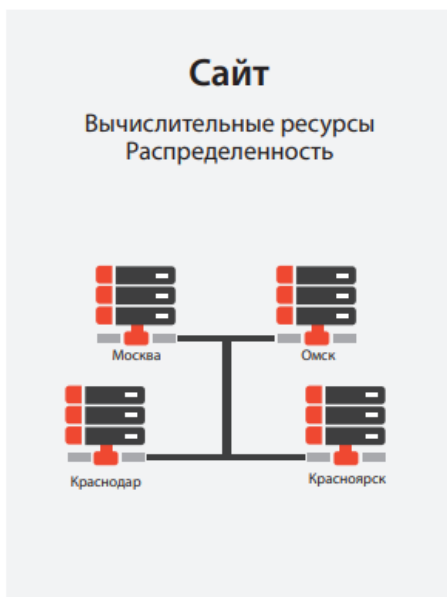 Сайт
Вычислительные ресурсы
Распределенность
Москва
Омск
Краснодар
Красноярск